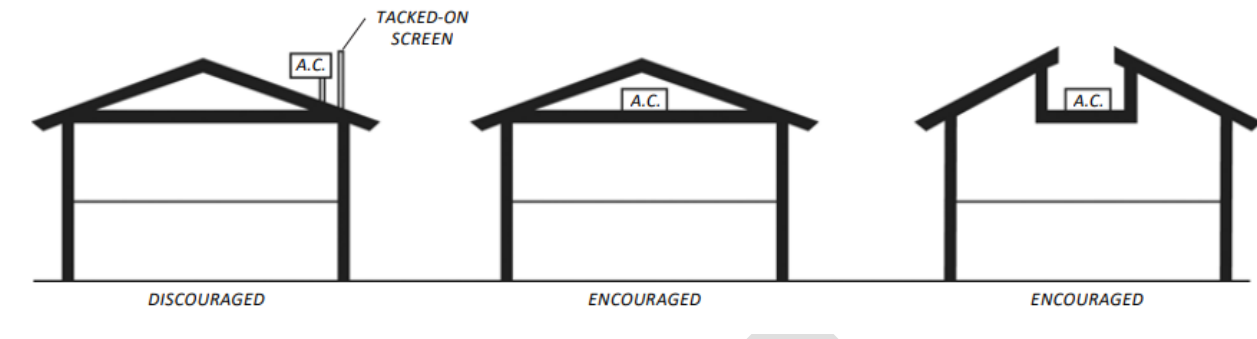 TACKED-ON
SCREEN
A.C.
A.C.
A.C.
DISCOURAGED
ENCOURAGED
ENCOURAGED